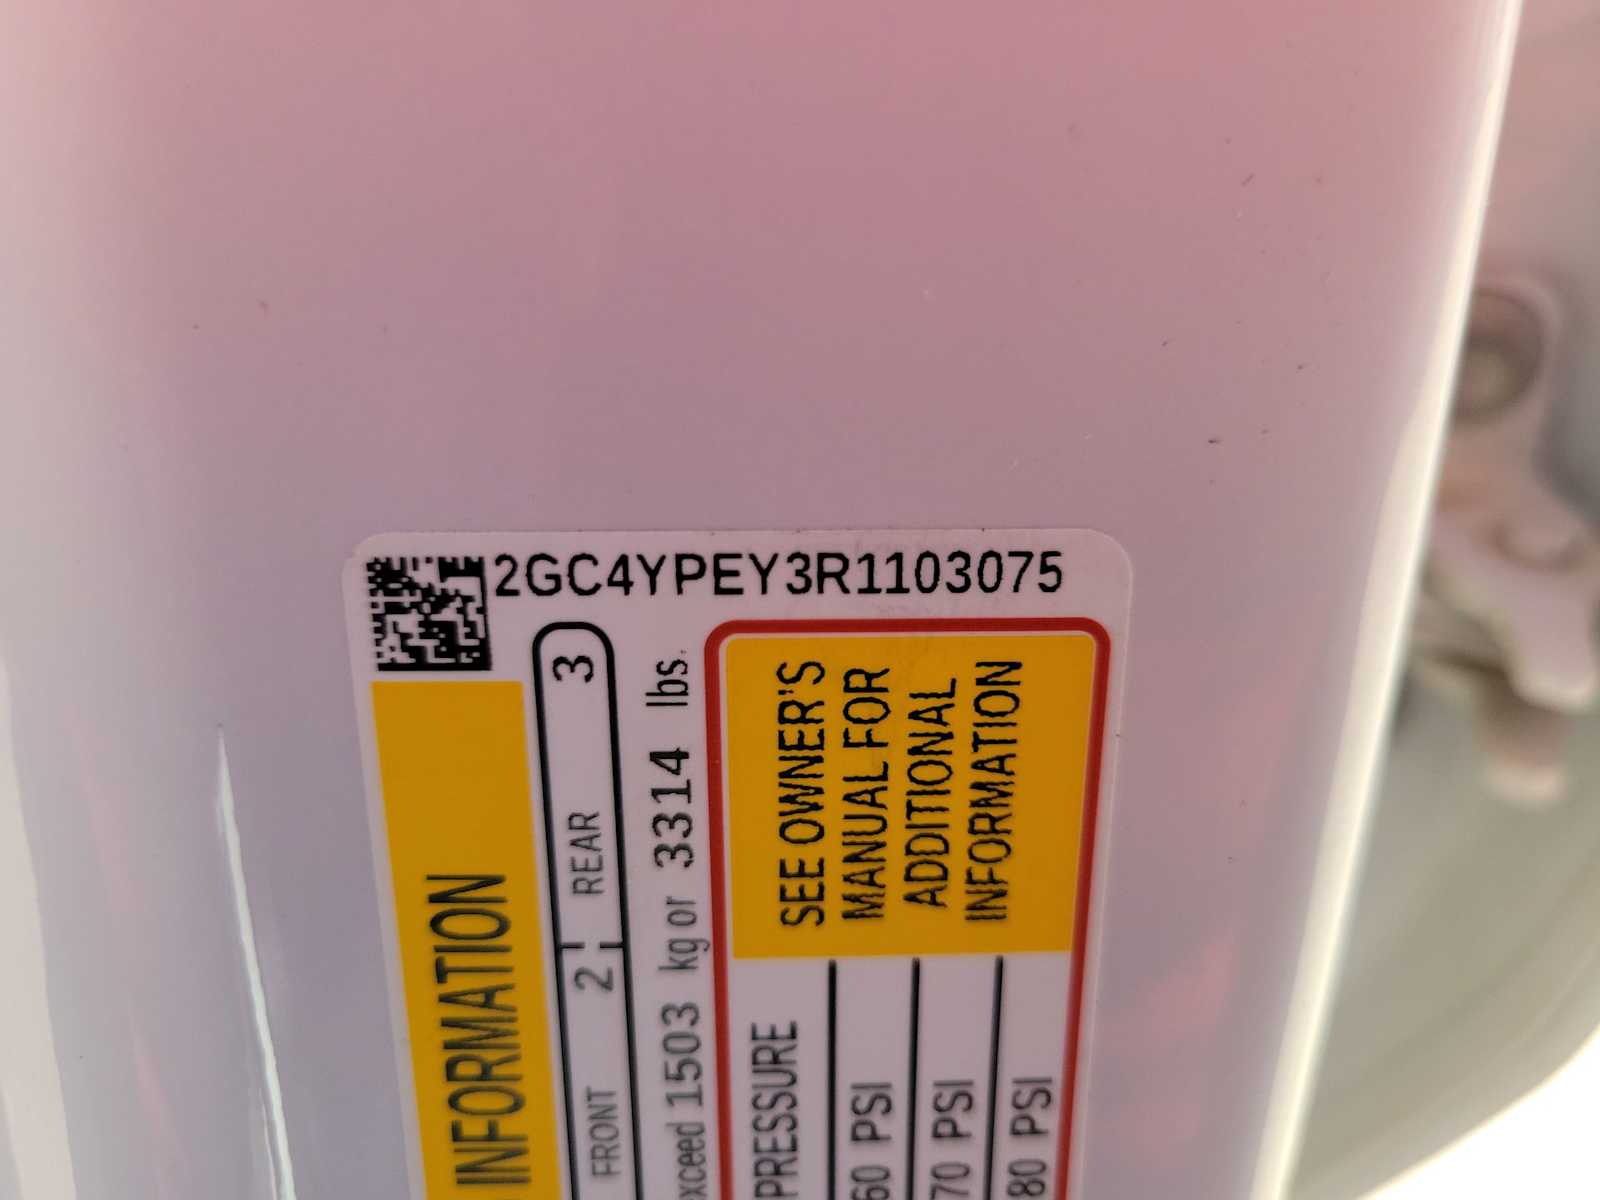 2GC4YPEY3R1103075
INFORMATION
FRONT 2 REAR 3
exceed 1503 kg or 3314 lbs.
PRESSURE
SEE OWNER'S
MANUAL FOR
ADDITIONAL
INFORMATION
60 PSI
70 PSI
80 PSI